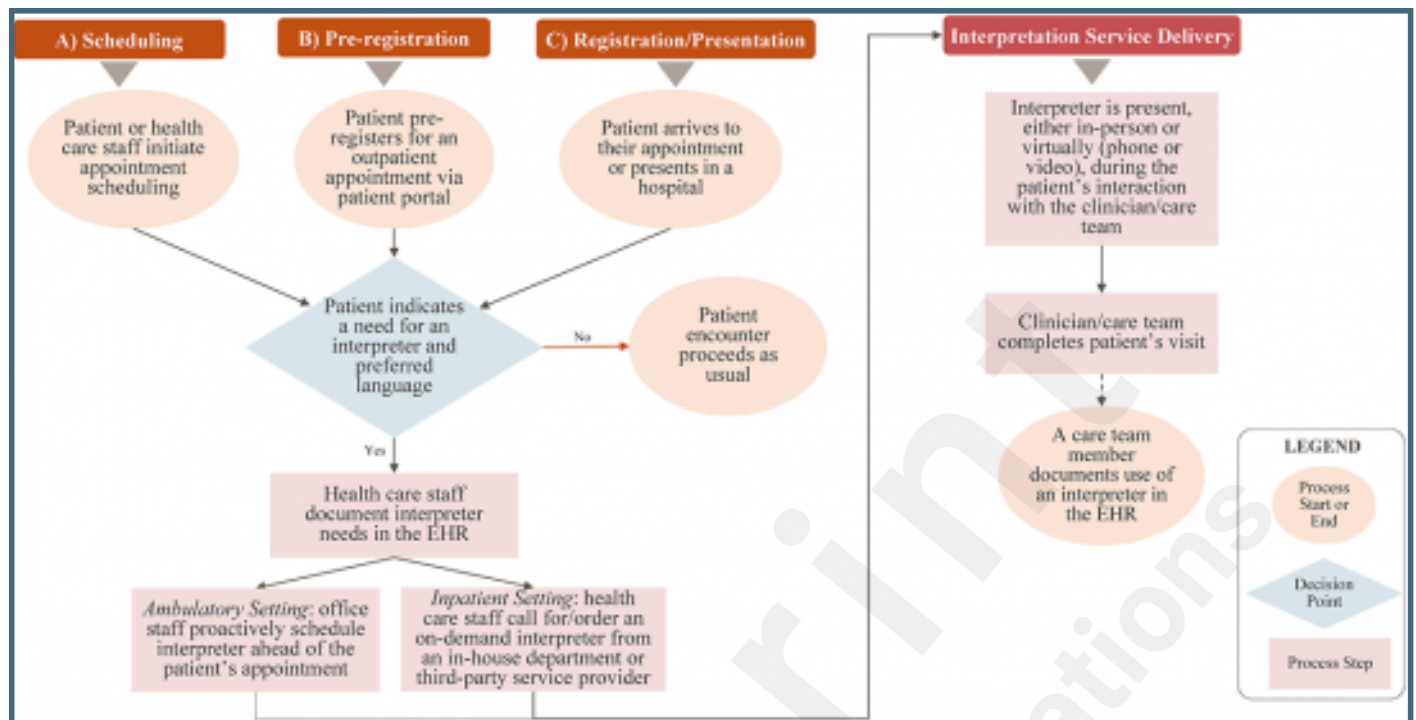 A) Scheduling
Patient or health
care staff initiate
appointment
scheduling
B) Pre-registration
Patient pre-
registers for an
outpatient
appointment via
patient portal
C) Registration/Presentation
Patient arrives to
their appointment
or presents in a
hospital
Patient indicates
a need for an
interpreter and
preferred
language
No
Patient
encounter
proceeds as
usual
Yes
Health care staff
document interpreter
needs in the EHR
Ambulatory Setting: office
staff proactively schedule
interpreter ahead of the
patient's appointment
Inpatient Setting: health
care staff call for/order an
on-demand interpreter from
an in-house department or
third-party service provider
Interpretation Service Delivery
Interpreter is present,
either in-person or
virtually (phone or
video), during the
patient's interaction
with the clinician/care
team
Clinician/care team
completes patient's visit
A care team
member
documents use of
an interpreter in
the EHR
LEGEND
Process
Start or
End
Decision
Point
Process Step
rint
ations